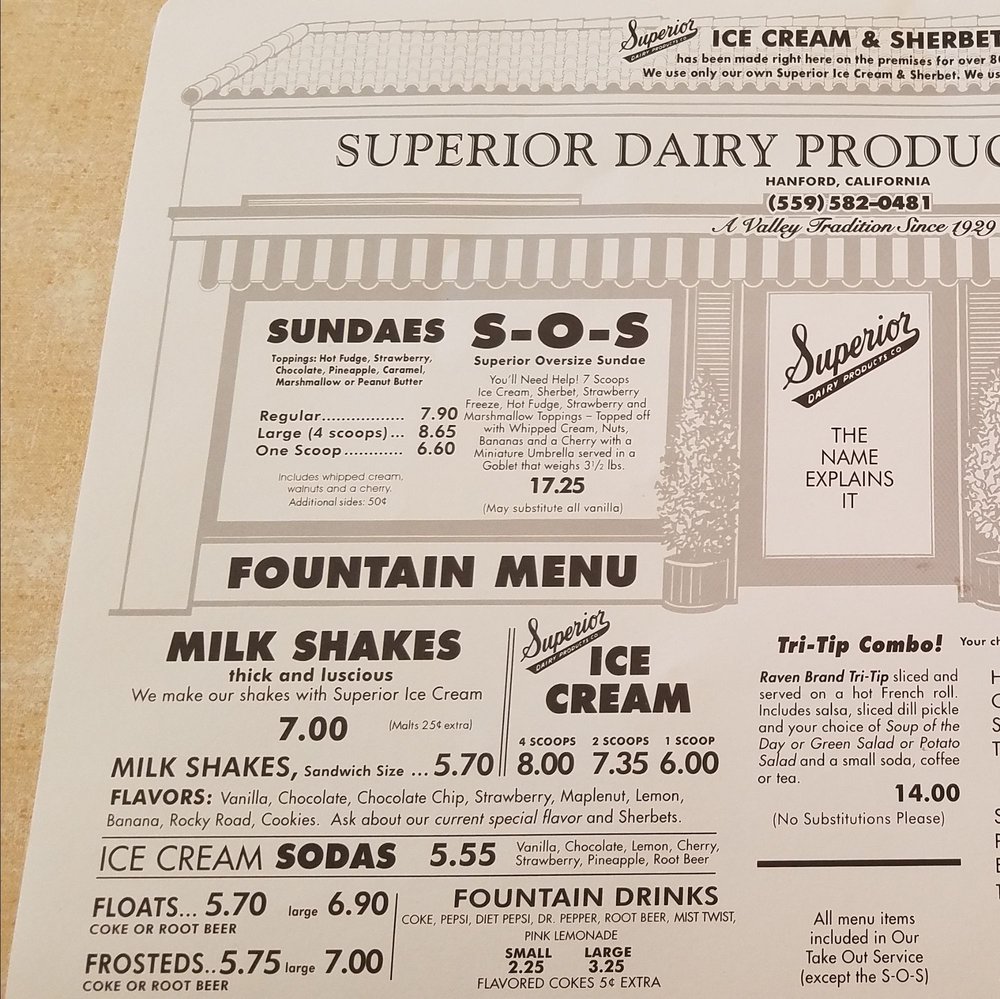 Superior
DAIRY PRODUCTS CO.
ICE CREAM & SHERBET
has been made right here on the premises for over
We use only our own Superior Ice Cream & Sherbet. We
SUPERIOR DAIRY
HANFORD, CALIFORNIA
(559) 582-0481
A Valley Tradition Since 1929
SUNDAES
Toppings: Hot Fudge, Strawberry,
Chocolate, Pineapple, Caramel,
Marshmallow or Peanut Butter
Regular................ 7.90
Large (4 scoops)... 8.65
One Scoop............ 6.60
Includes whipped cream,
walnuts and a cherry.
Additional sides: 50¢
S-O-S
Superior Oversize Sundae
You'll Need Help! 7 Scoops
Ice Cream, Sherbet, Strawberry
Freeze, Hot Fudge, Strawberry and
Marshmallow Toppings – Topped off
with Whipped Cream, Nuts,
Bananas and a Cherry with a
Miniature Umbrella served in a
Goblet that weighs 3½ lbs.
17.25
(May substitute all vanilla)
Superior
DAIRY PRODUCTS CO
THE
NAME
EXPLAINS
IT
FOUNTAIN MENU
MILK SHAKES
thick and luscious
We make our shakes with Superior Ice Cream
7.00 (Malts 25¢ extra)
MILK SHAKES, Sandwich Size ... 5.70
Superior
DAIRY PRODUCTS CO
ICE
CREAM
4 SCOOPS 2 SCOOPS 1 SCOOP
8.00 7.35 6.00
FLAVORS: Vanilla, Chocolate, Chocolate Chip, Strawberry, Maplenut, Lemon,
Banana, Rocky Road, Cookies. Ask about our current special flavor and Sherbets.
ICE CREAM SODAS 5.55
Vanilla, Chocolate, Lemon, Cherry,
Strawberry, Pineapple, Root Beer
FLOATS... 5.70 large 6.90
COKE OR ROOT BEER
FROSTEDS..5.75 large 7.00
COKE OR ROOT BEER
FOUNTAIN DRINKS
COKE, PEPSI, DIET PEPSI, DR. PEPPER, ROOT BEER, MIST TWIST,
PINK LEMONADE
SMALL LARGE
2.25 3.25
FLAVORED COKES 5¢ EXTRA
Tri-Tip Combo! Your
Raven Brand Tri-Tip sliced and
served on a hot French roll.
Includes salsa, sliced dill pickle
and your choice of Soup of the
Day or Green Salad or Potato
Salad and a small soda, coffee
or tea.
14.00
(No Substitutions Please)
All menu items
included in Our
Take Out Service
(except the S-O-S)